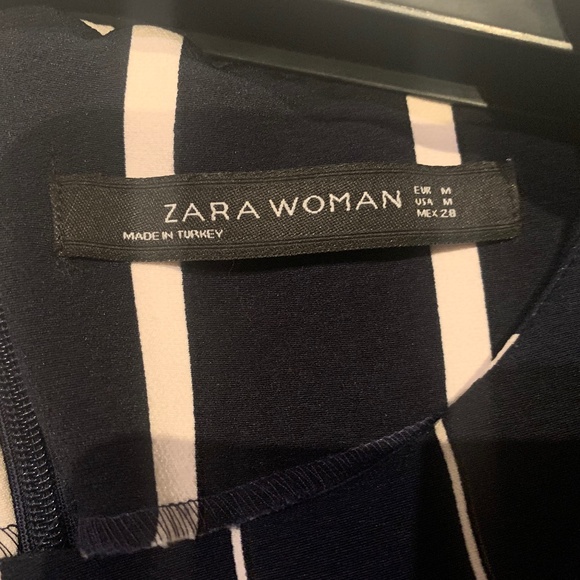 ZARA WOMAN
MADE IN TURKEY
EUR M
USA M
MEX 28